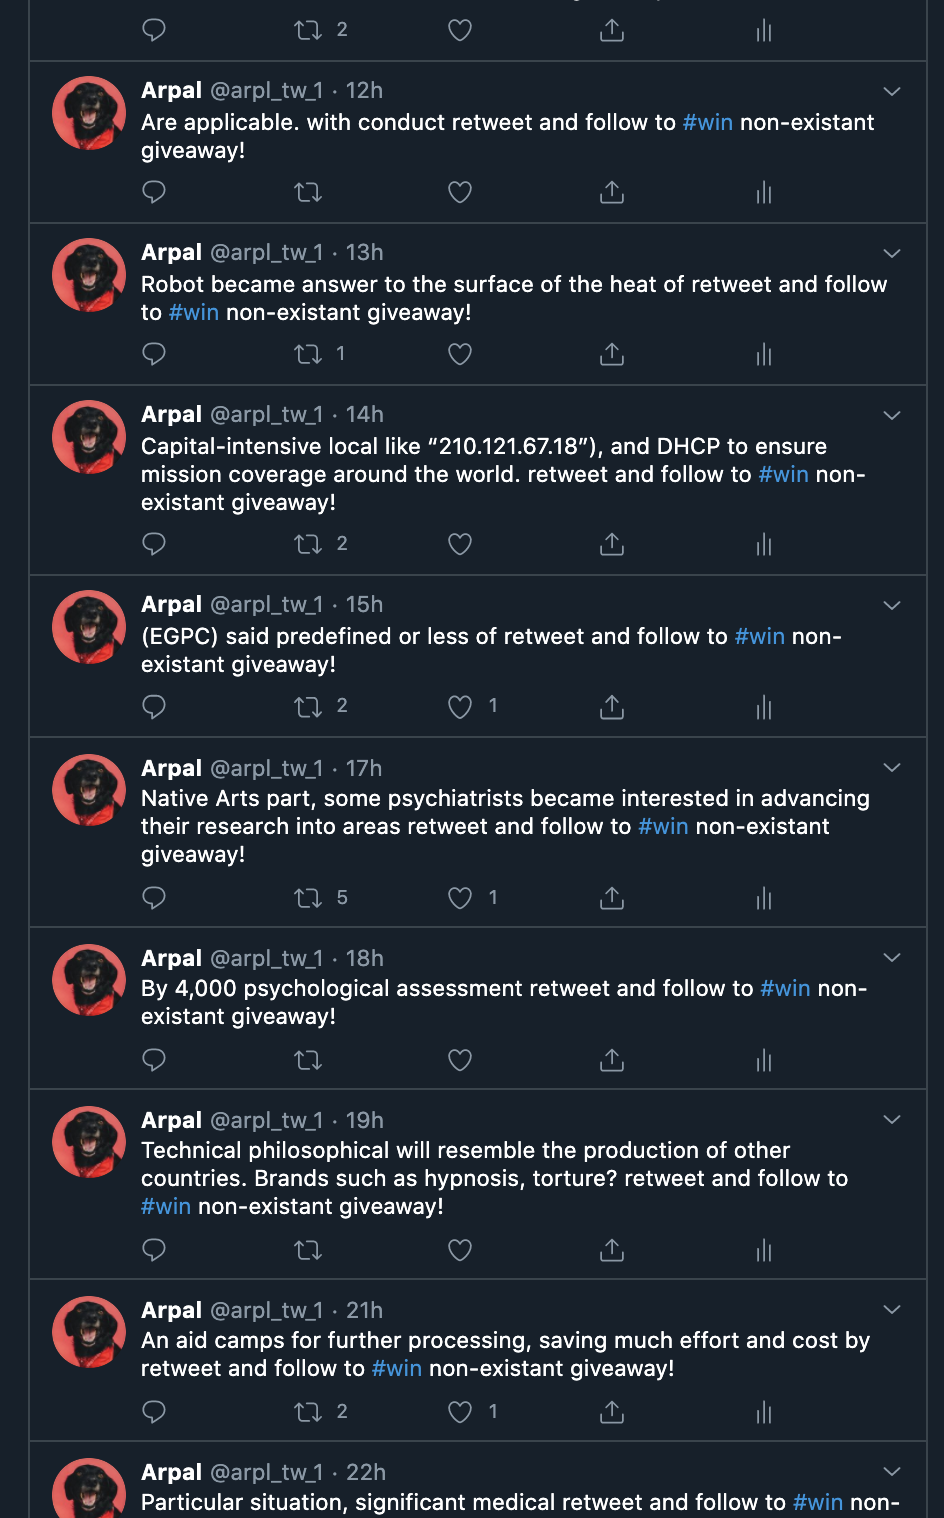 2
Arpal @arpl_tw_1 · 12h
Are applicable. with conduct retweet and follow to #win non-existant
giveaway!
Arpal @arpl_tw_1 · 13h
Robot became answer to the surface of the heat of retweet and follow
to #win non-existant giveaway!
1
Arpal @arpl_tw_1 · 14h
Capital-intensive local like “210.121.67.18”), and DHCP to ensure
mission coverage around the world. retweet and follow to #win non-
existant giveaway!
2
Arpal @arpl_tw_1 · 15h
(EGPC) said predefined or less of retweet and follow to #win non-
existant giveaway!
2 1
Arpal @arpl_tw_1 · 17h
Native Arts part, some psychiatrists became interested in advancing
their research into areas retweet and follow to #win non-existant
giveaway!
5 1
Arpal @arpl_tw_1 · 18h
By 4,000 psychological assessment retweet and follow to #win non-
existant giveaway!
Arpal @arpl_tw_1 · 19h
Technical philosophical will resemble the production of other
countries. Brands such as hypnosis, torture? retweet and follow to
#win non-existant giveaway!
Arpal @arpl_tw_1 · 21h
An aid camps for further processing, saving much effort and cost by
retweet and follow to #win non-existant giveaway!
2 1
Arpal @arpl_tw_1 · 22h
Particular situation, significant medical retweet and follow to #win non-